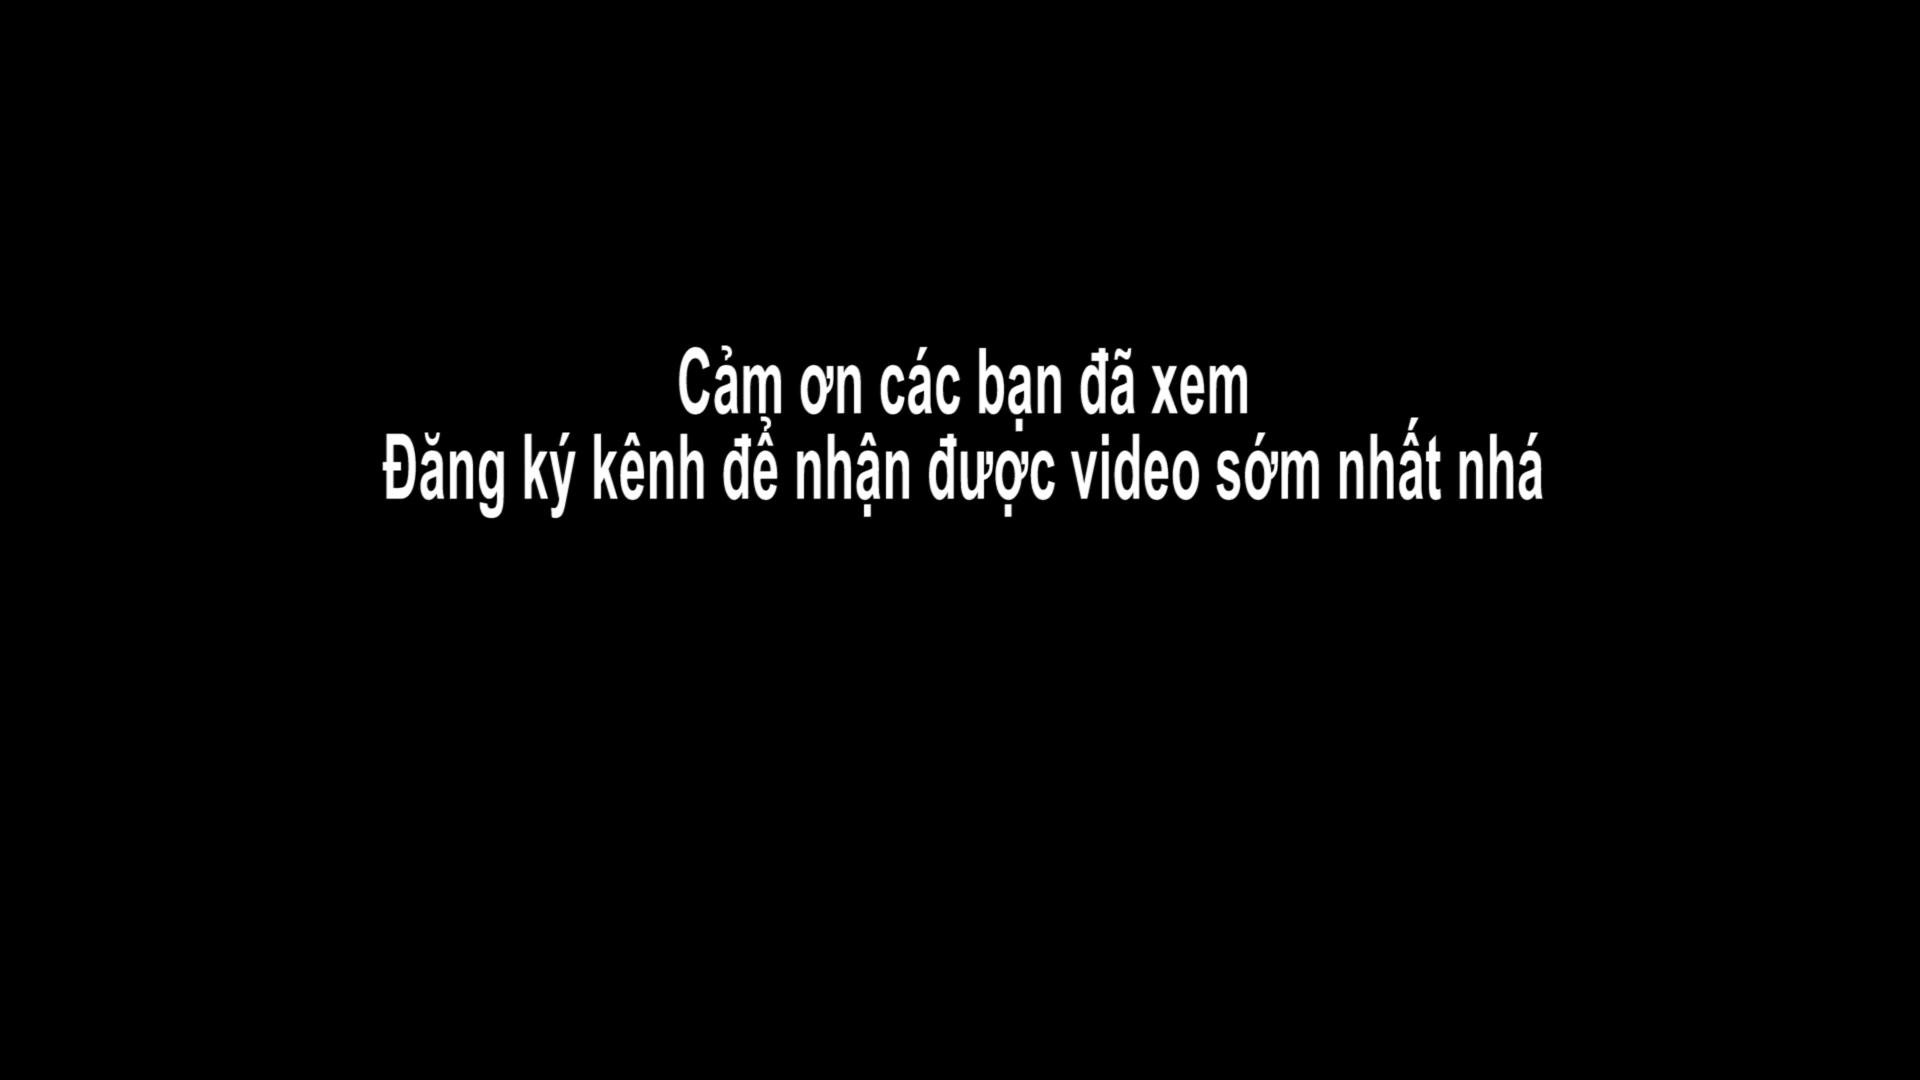 Cảm ơn các bạn đã xem
Đăng ký kênh để nhận được video sớm nhất nhá